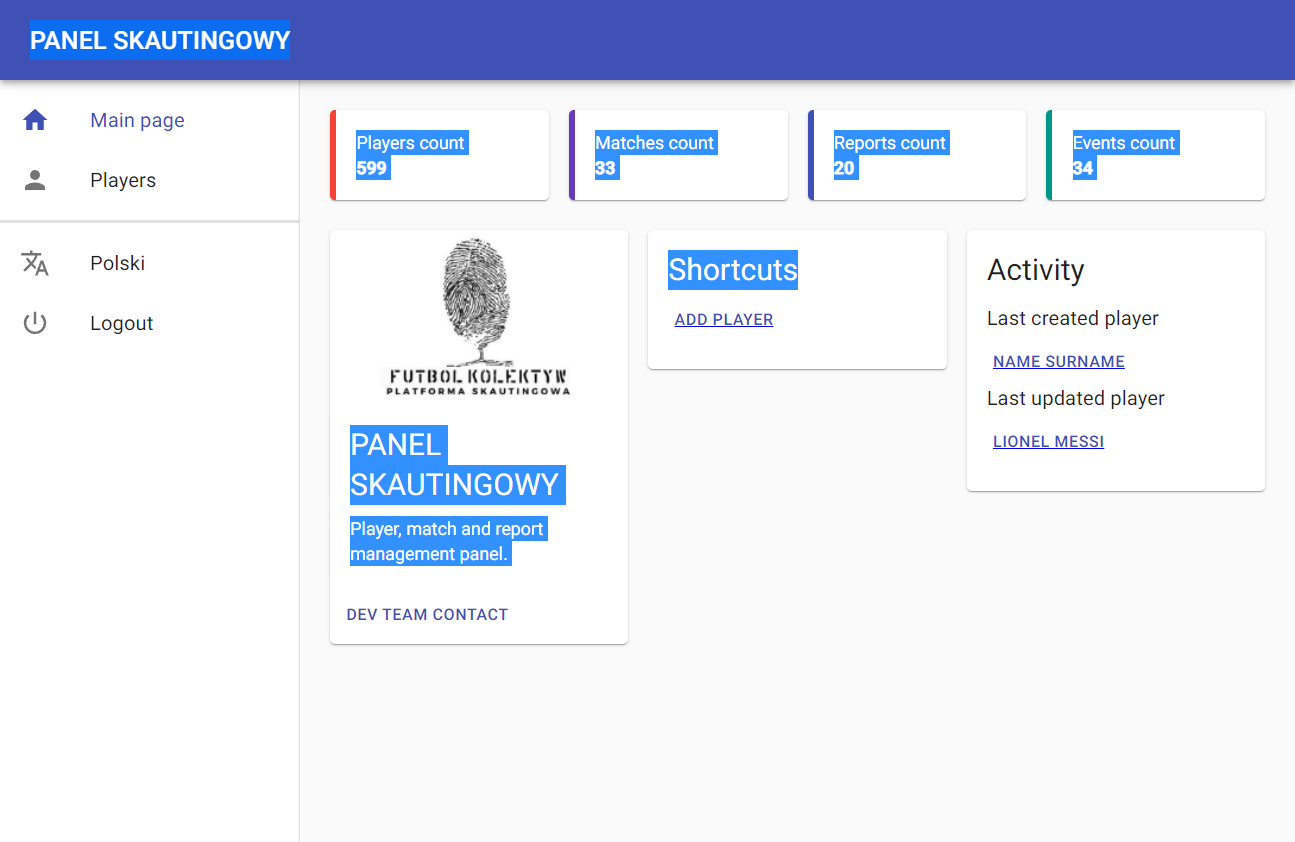 PANEL SKAUTINGOWY
Main page
Players
Polski
Logout
Players count
599
Matches count
33
Reports count
20
Events count
34
FUTBOL KOLEKTYW
PLATFORMA SKAUTINGOWA
PANEL
SKAUTINGOWY
Player, match and report
management panel.
DEV TEAM CONTACT
Shortcuts
ADD PLAYER
Activity
Last created player
NAME SURNAME
Last updated player
LIONEL MESSI